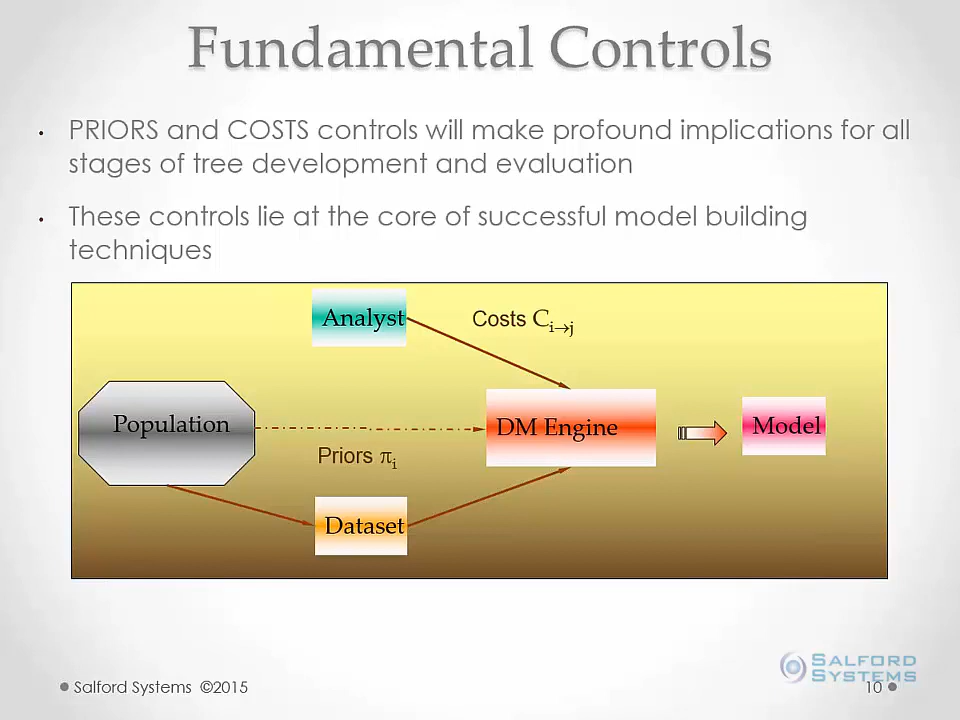 Fundamental Controls
• PRIORS and COSTS controls will make profound implications for all
stages of tree development and evaluation
• These controls lie at the core of successful model building
techniques
Analyst
Costs C i→j
Population
DM Engine
Model
Priors π i
Dataset
SALFORD
SYSTEMS
Salford Systems ©2015
10